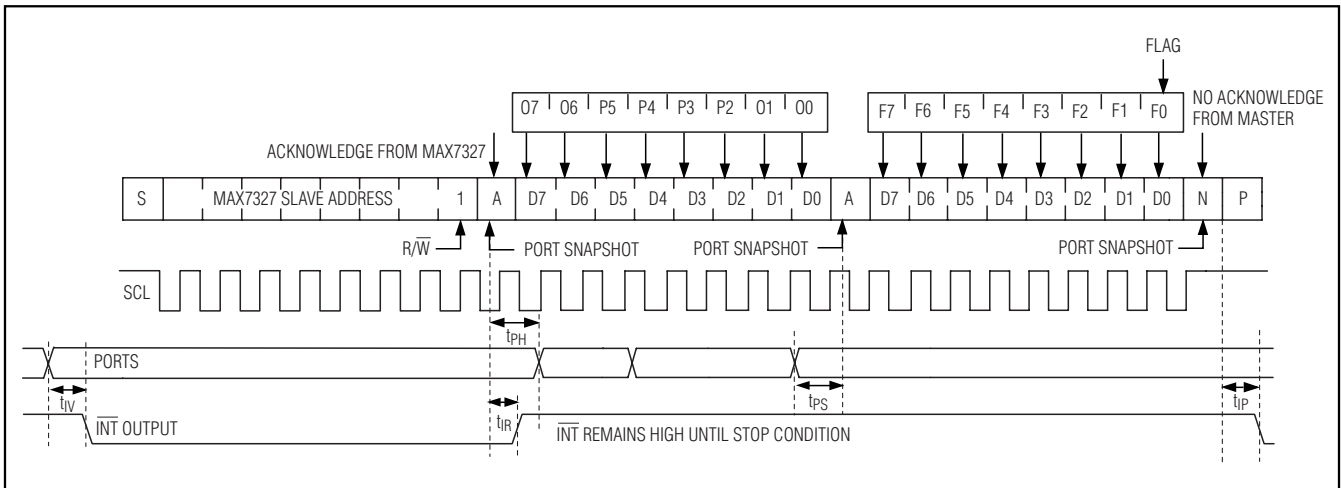 FLAG
O7 O6 P5 P4 P3 P2 O1 O0
F7 F6 F5 F4 F3 F2 F1 F0
NO ACKNOWLEDGE
FROM MASTER
ACKNOWLEDGE FROM MAX7327
S MAX7327 SLAVE ADDRESS 1 A D7 D6 D5 D4 D3 D2 D1 D0 A D7 D6 D5 D4 D3 D2 D1 D0 N P
R/W̅ PORT SNAPSHOT PORT SNAPSHOT PORT SNAPSHOT
SCL
tPH
PORTS
tIV tIR tPS tIP
I̅N̅T̅ OUTPUT I̅N̅T̅ REMAINS HIGH UNTIL STOP CONDITION